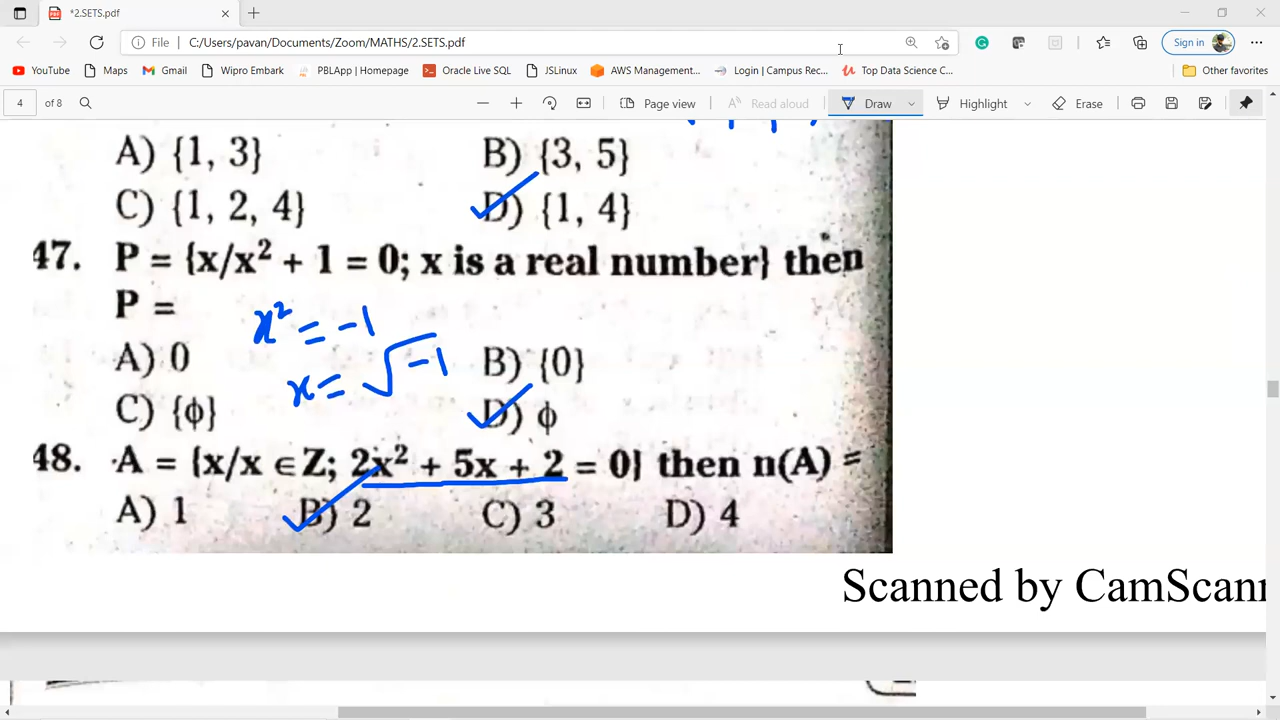 *2.SETS.pdf
File
C:/Users/pavan/Documents/Zoom/MATHS/2.SETS.pdf
Sign in
YouTube
Maps
Gmail
Wipro Embark
PBLApp | Homepage
Oracle Live SQL
JSLinux
AWS Management...
Login | Campus Rec...
Top Data Science C...
Other favorites
4 of 8
Page view
Read aloud
Draw
Highlight
Erase
A) {1, 3} B) {3, 5}
C) {1, 2, 4} D) {1, 4}
47. P = {x/x² + 1 = 0; x is a real number} then
P =
x² = -1
A) 0 B) {0}
x = √-1
C) {ϕ} D) ϕ
48. A = {x/x ∈ Z; 2x² + 5x + 2 = 0} then n(A) =
A) 1 B) 2 C) 3 D) 4
Scanned by CamScann